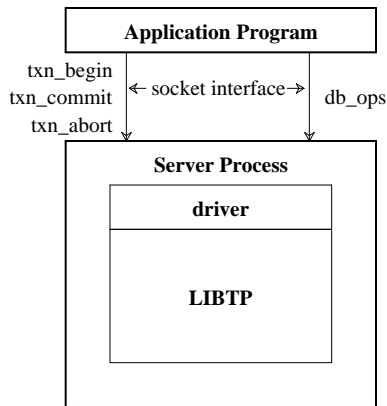 Application Program
txn_begin
txn_commit
txn_abort
socket interface
db_ops
Server Process
driver
LIBTP